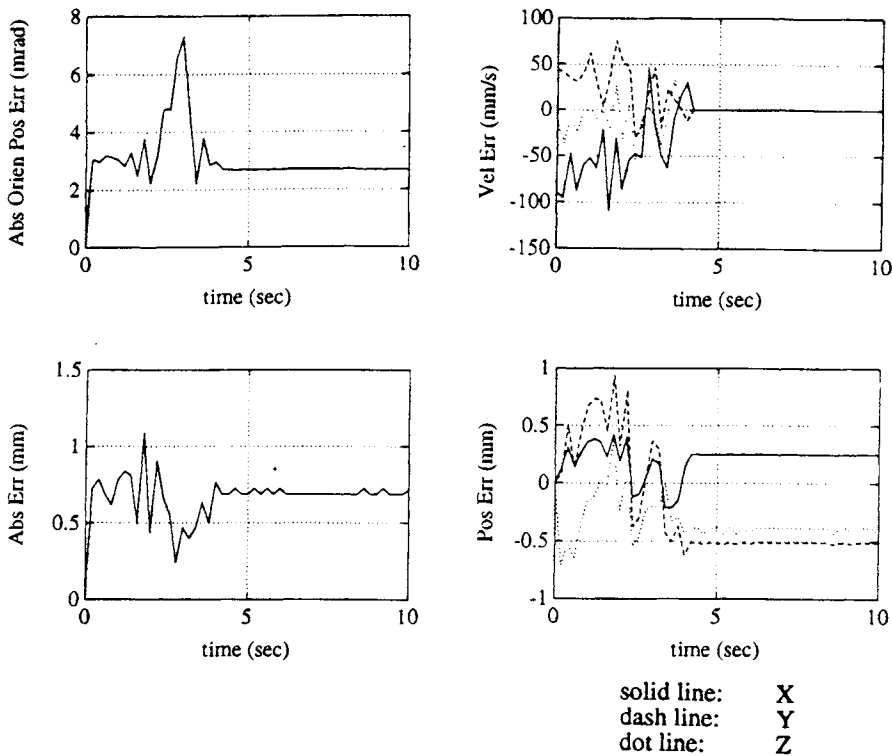 Abs Orien Pos Err (mrad)
8
6
4
2
0
0 5 10
time (sec)
Vel Err (mm/s)
100
50
0
-50
-100
-150
0 5 10
time (sec)
Abs Err (mm)
1.5
1
0.5
0
0 5 10
time (sec)
Pos Err (mm)
1
0.5
0
-0.5
-1
0 5 10
time (sec)
solid line: X
dash line: Y
dot line: Z